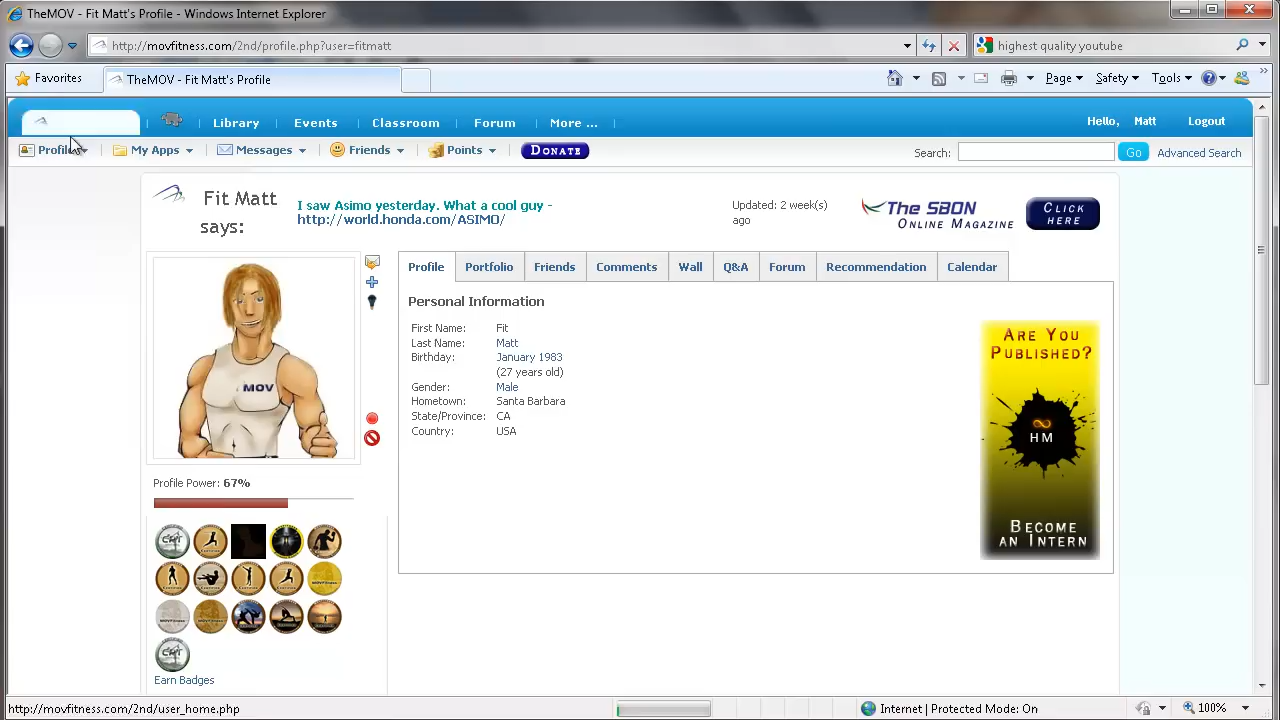 TheMOV - Fit Matt's Profile - Windows Internet Explorer
http://movfitness.com/2nd/profile.php?user=fitmatt
highest quality youtube
Favorites
TheMOV - Fit Matt's Profile
Page
Safety
Tools
Library
Events
Classroom
Forum
More ...
Hello, Matt
Logout
Profile
My Apps
Messages
Friends
Points
DONATE
Search:
Go
Advanced Search
Fit Matt
says:
I saw Asimo yesterday. What a cool guy -
http://world.honda.com/ASIMO/
Updated: 2 week(s)
ago
The SBON
Online Magazine
CLICK
HERE
Profile
Portfolio
Friends
Comments
Wall
Q&A
Forum
Recommendation
Calendar
Personal Information
First Name: Fit
Last Name: Matt
Birthday: January 1983
(27 years old)
Gender: Male
Hometown: Santa Barbara
State/Province: CA
Country: USA
MOV
ARE YOU
PUBLISHED?
HM
BECOME
AN INTERN
Profile Power: 67%
Earn Badges
http://movfitness.com/2nd/user_home.php
Internet | Protected Mode: On
100%